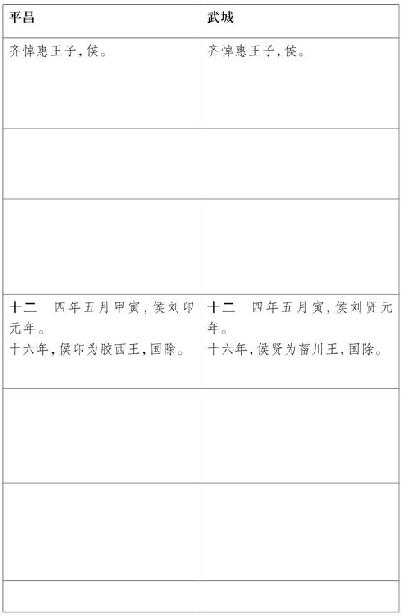 平昌
武城
齐悼惠王子，侯。
齐悼惠王子，侯。
十二　四年五月甲寅，侯刘卬
元年。
十六年，侯卬为胶西王，国除。
十二　四年五月寅，侯刘贤元
年。
十六年，侯贤为菑川王，国除。